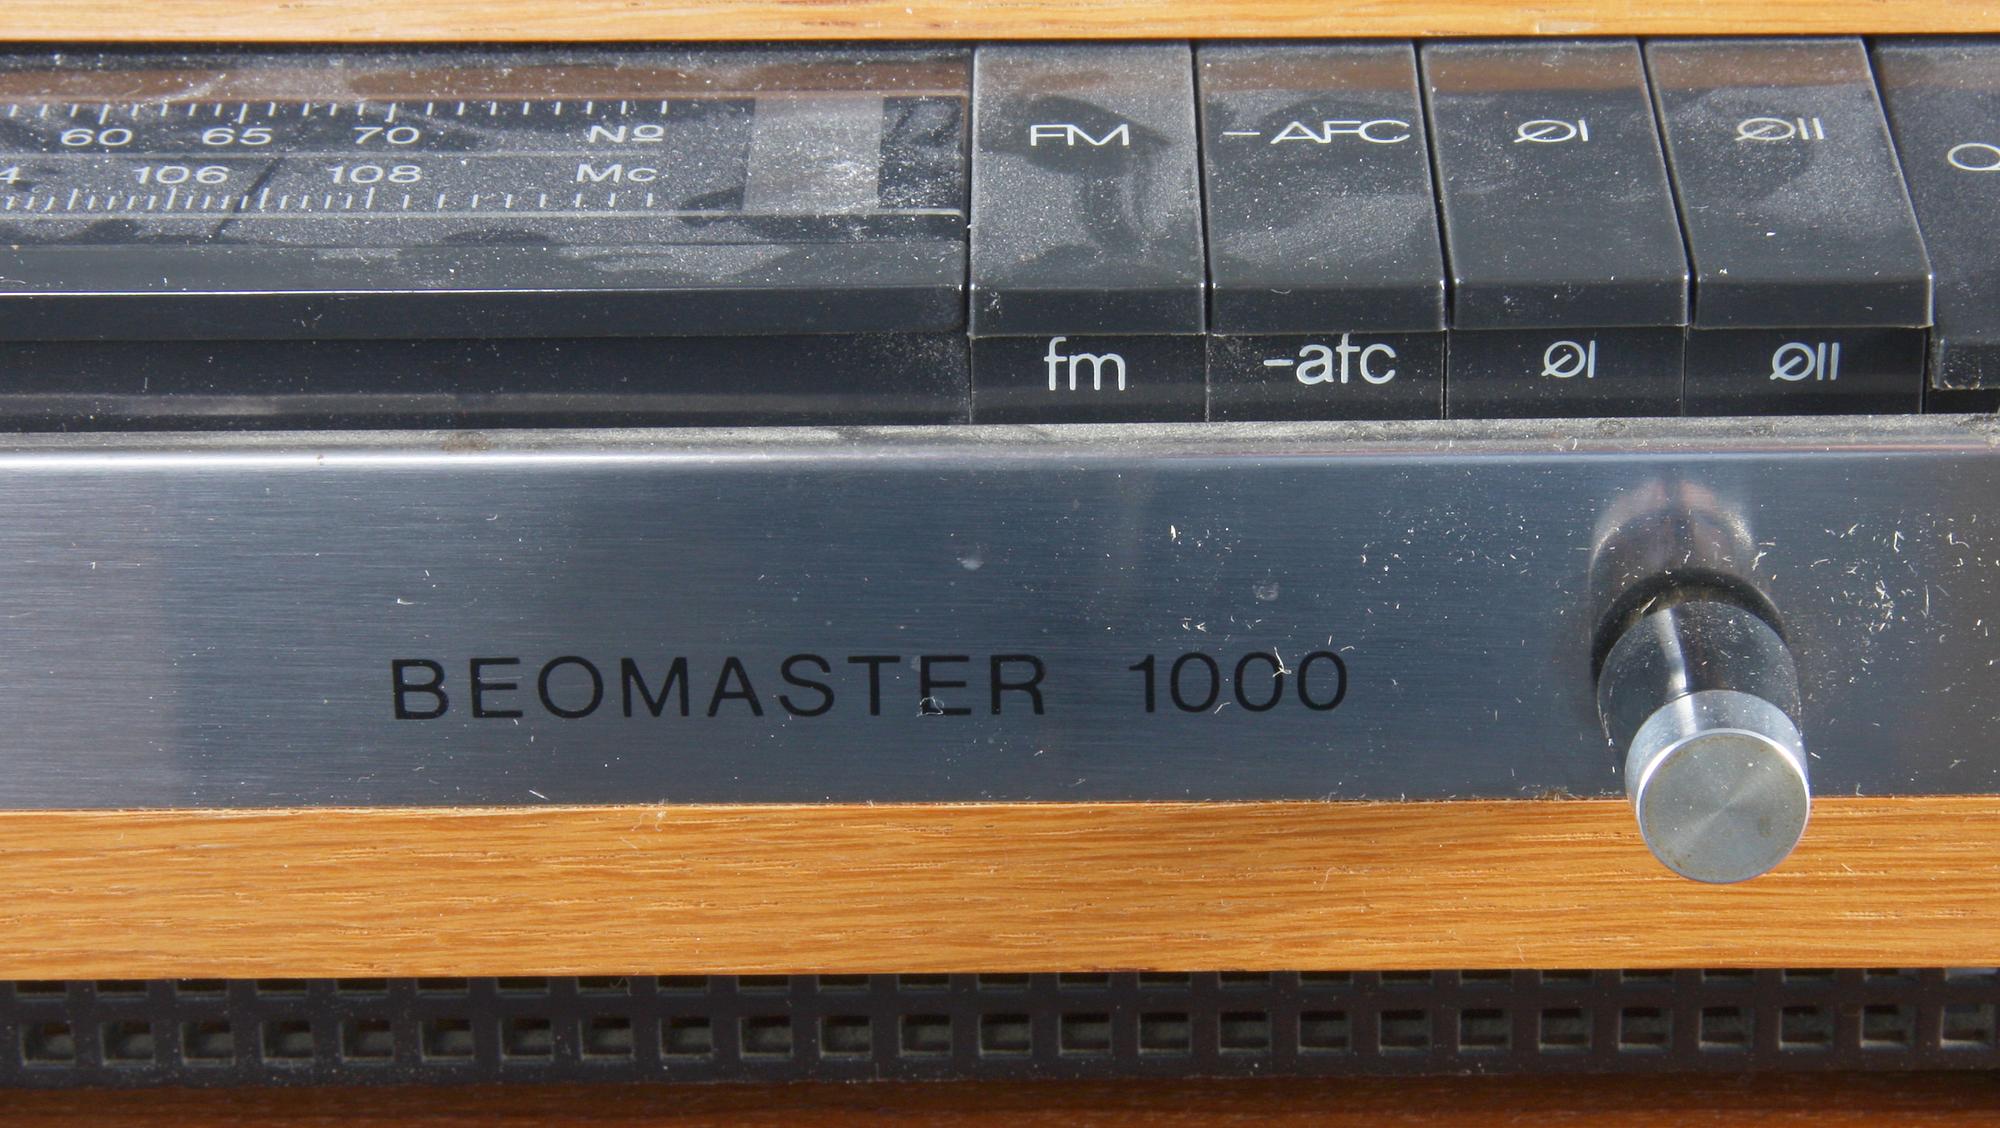 60 65 70 Nº
106 108 Mc
FM - AFC ØI ØII
fm -afc ØI ØII
BEOMASTER 1000